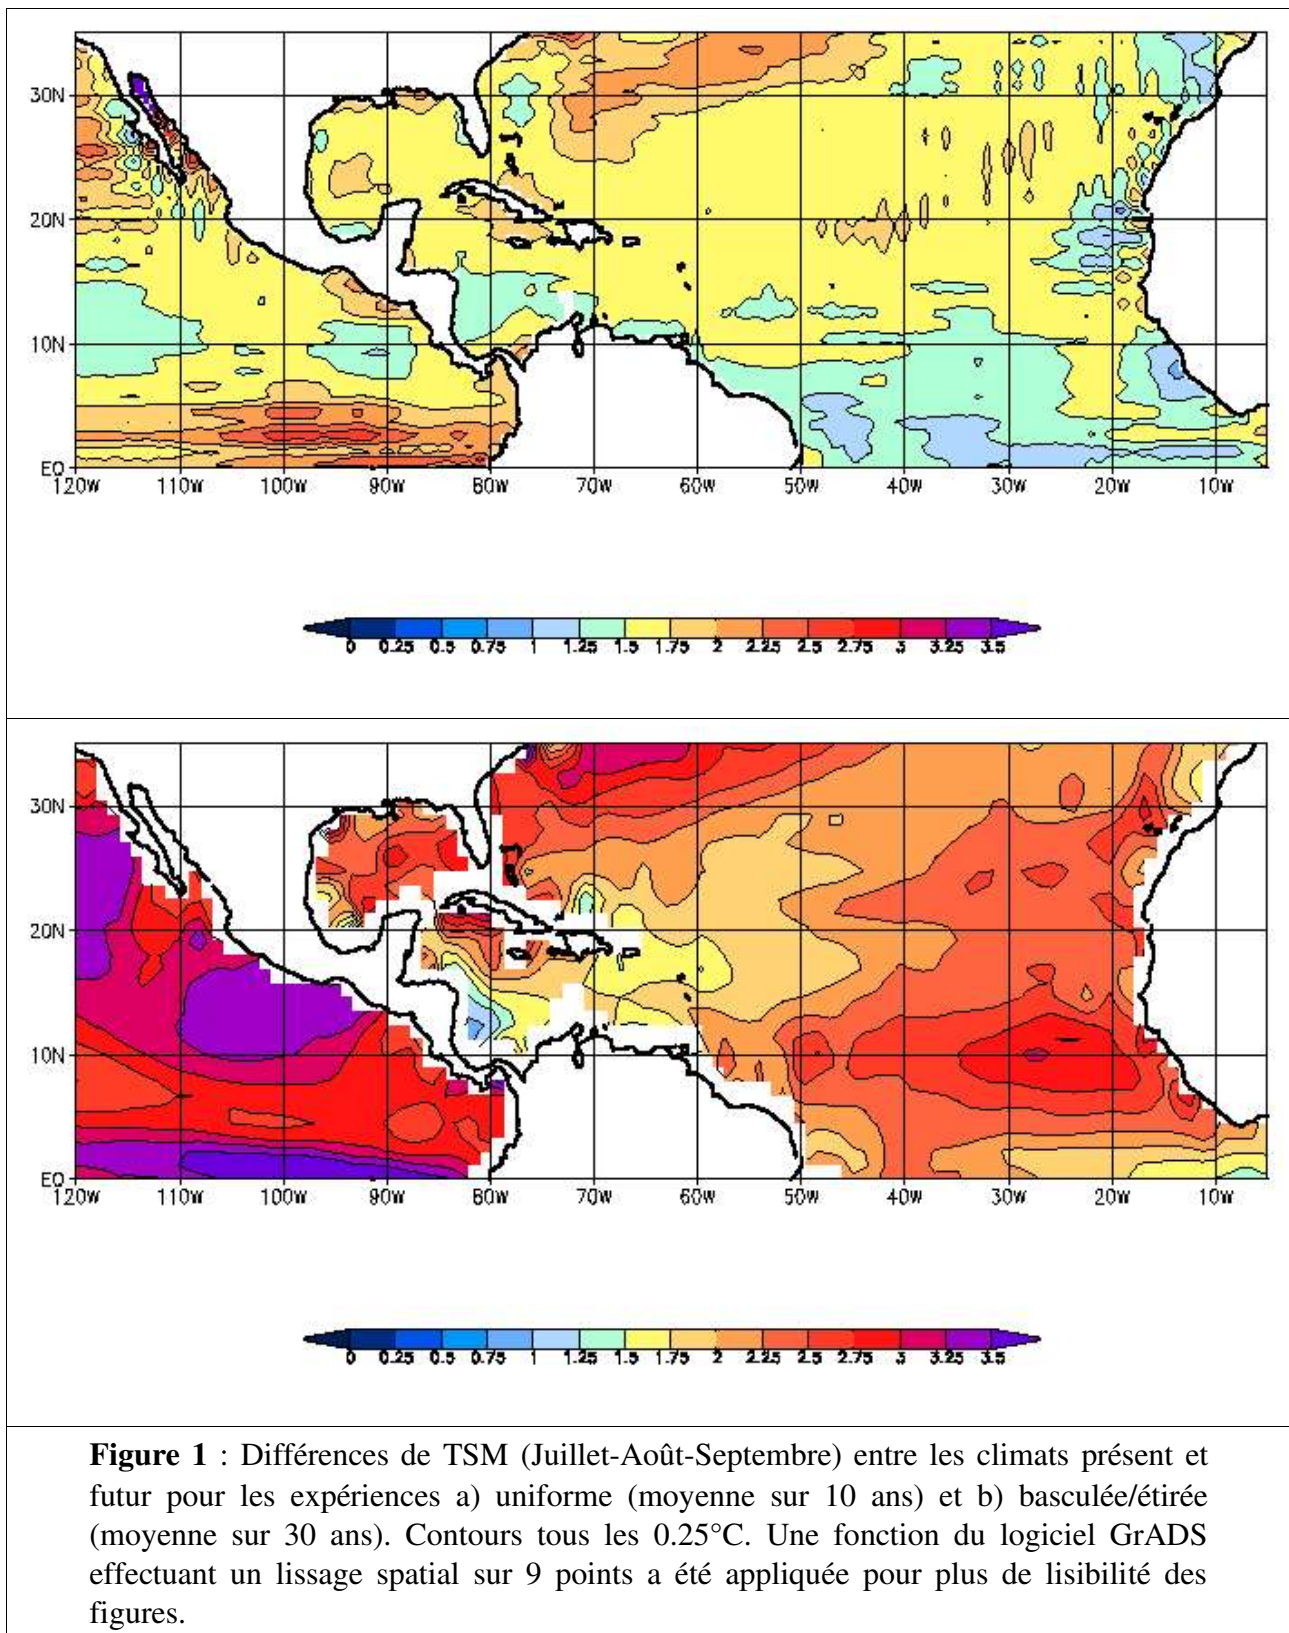 30N
20N
10N
EQ
120W 110W 100W 90W 80W 70W 60W 50W 40W 30W 20W 10W
0 0.25 0.5 0.75 1 1.25 1.5 1.75 2 2.25 2.5 2.75 3 3.25 3.5
30N
20N
10N
EQ
120W 110W 100W 90W 80W 70W 60W 50W 40W 30W 20W 10W
0 0.25 0.5 0.75 1 1.25 1.5 1.75 2 2.25 2.5 2.75 3 3.25 3.5
Figure 1 : Différences de TSM (Juillet-Août-Septembre) entre les climats présent et
futur pour les expériences a) uniforme (moyenne sur 10 ans) et b) basculée/étirée
(moyenne sur 30 ans). Contours tous les 0.25°C. Une fonction du logiciel GrADS
effectuant un lissage spatial sur 9 points a été appliquée pour plus de lisibilité des
figures.